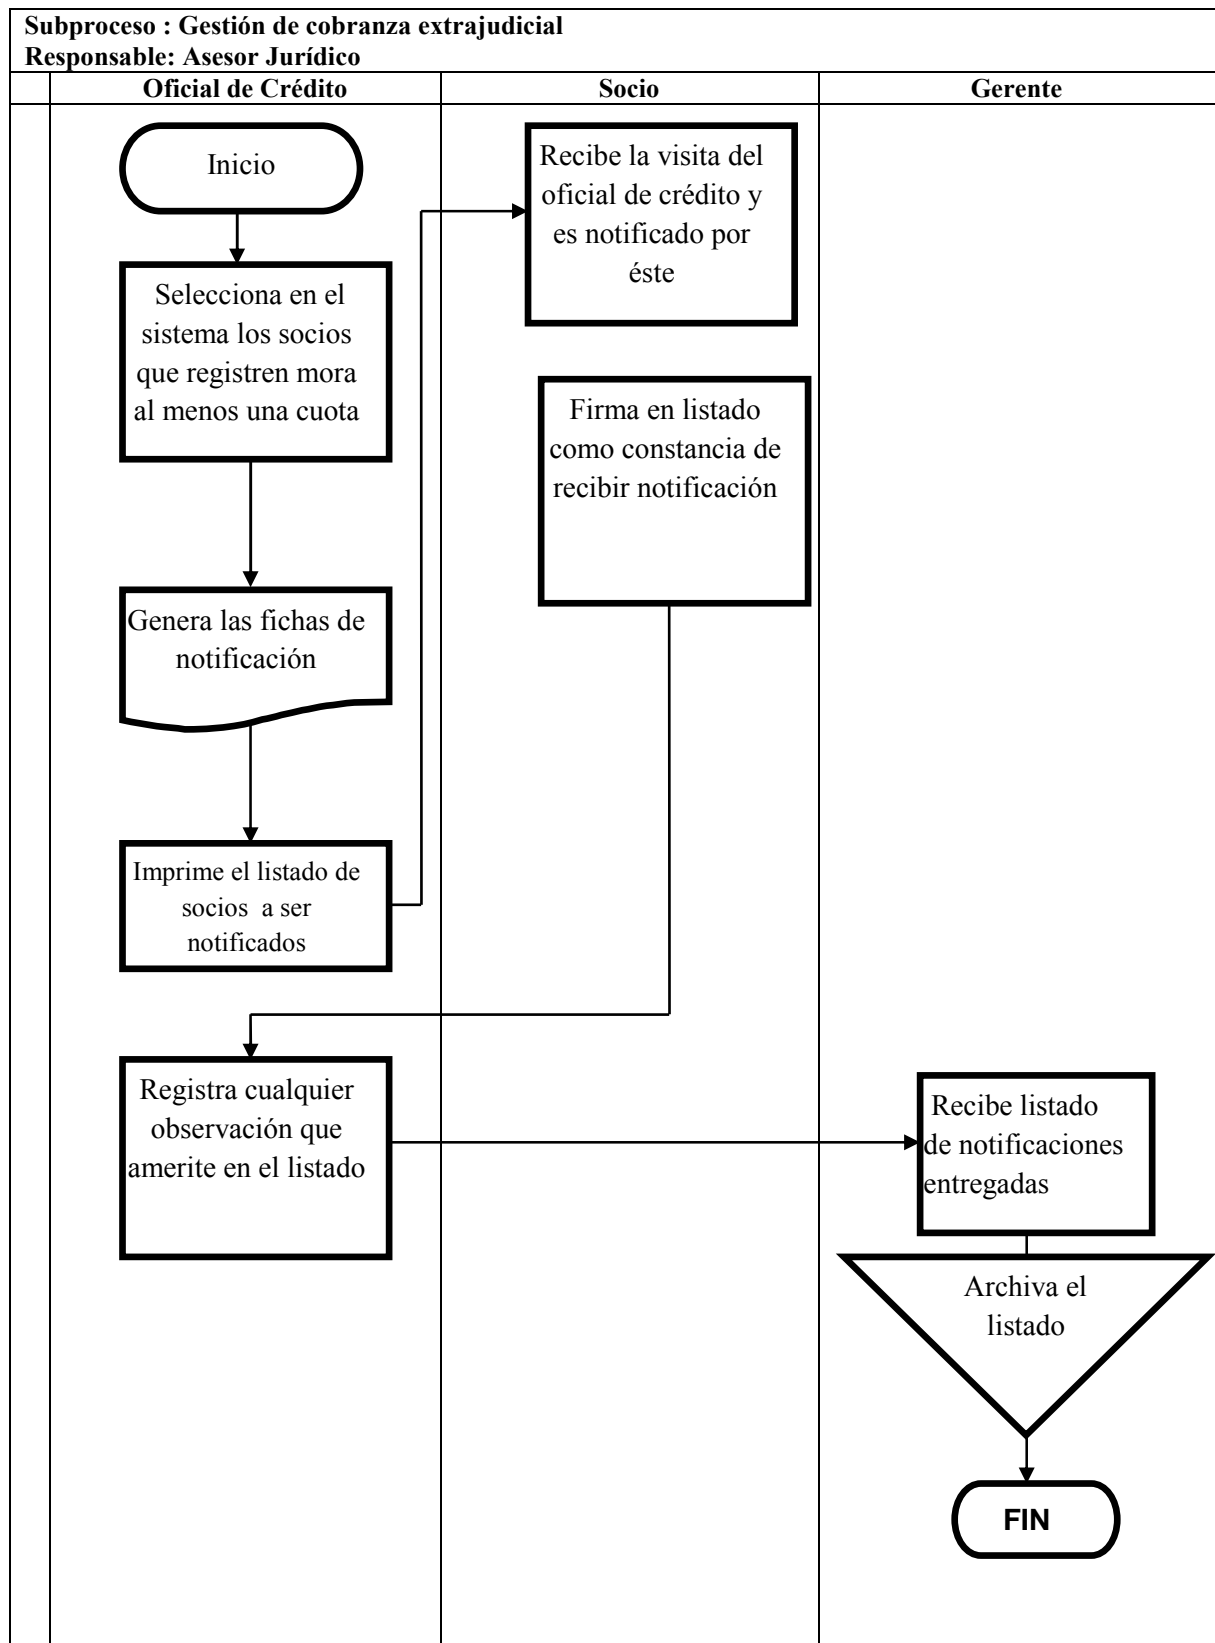 Subproceso : Gestión de cobranza extrajudicial
Responsable: Asesor Jurídico
Oficial de Crédito
Socio
Gerente
Inicio
Selecciona en el
sistema los socios
que registren mora
al menos una cuota
Genera las fichas de
notificación
Imprime el listado de
socios a ser
notificados
Recibe la visita del
oficial de crédito y
es notificado por
éste
Firma en listado
como constancia de
recibir notificación
Registra cualquier
observación que
amerite en el listado
Recibe listado
de notificaciones
entregadas
Archiva el
listado
FIN